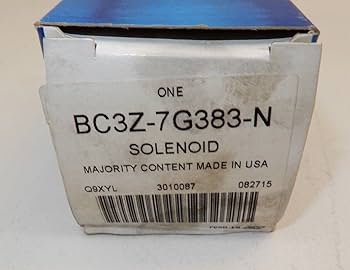 ONE
BC3Z-7G383-N
SOLENOID
MAJORITY CONTENT MADE IN USA
Q9XYL 3010087 082715